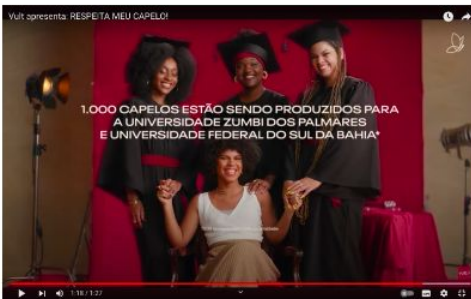 Vult apresenta: RESPEITA MEU CAPELO!
1.000 CAPELOS ESTÃO SENDO PRODUZIDOS PARA
A UNIVERSIDADE ZUMBI DOS PALMARES
E UNIVERSIDADE FEDERAL DO SUL DA BAHIA*
1:18 / 1:27